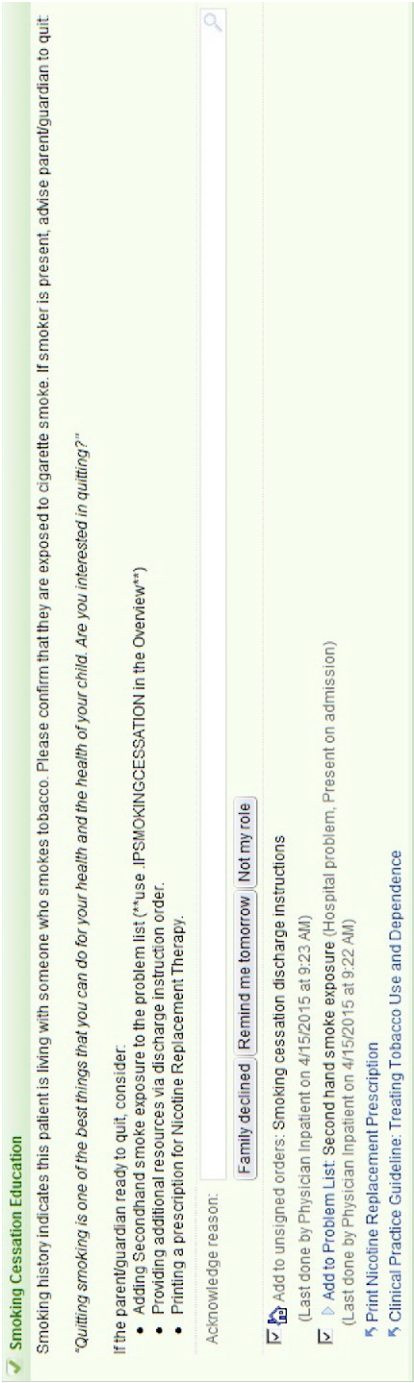 Smoking Cessation Education
Smoking history indicates this patient is living with someone who smokes tobacco. Please confirm that they are exposed to cigarette smoke. If smoker is present, advise parent/guardian to quit:
"Quitting smoking is one of the best things that you can do for your health and the health of your child. Are you interested in quitting?"
If the parent/guardian ready to quit, consider:
• Adding Secondhand smoke exposure to the problem list (**use .IPSMOKINGCESSATION in the Overview**)
• Providing additional resources via discharge instruction order.
• Printing a prescription for Nicotine Replacement Therapy.
Acknowledge reason:
Family declined Remind me tomorrow Not my role
Add to unsigned orders: Smoking cessation discharge instructions
(Last done by Physician Inpatient on 4/15/2015 at 9:23 AM)
Add to Problem List: Second hand smoke exposure (Hospital problem, Present on admission)
(Last done by Physician Inpatient on 4/15/2015 at 9:22 AM)
Print Nicotine Replacement Prescription
Clinical Practice Guideline: Treating Tobacco Use and Dependence